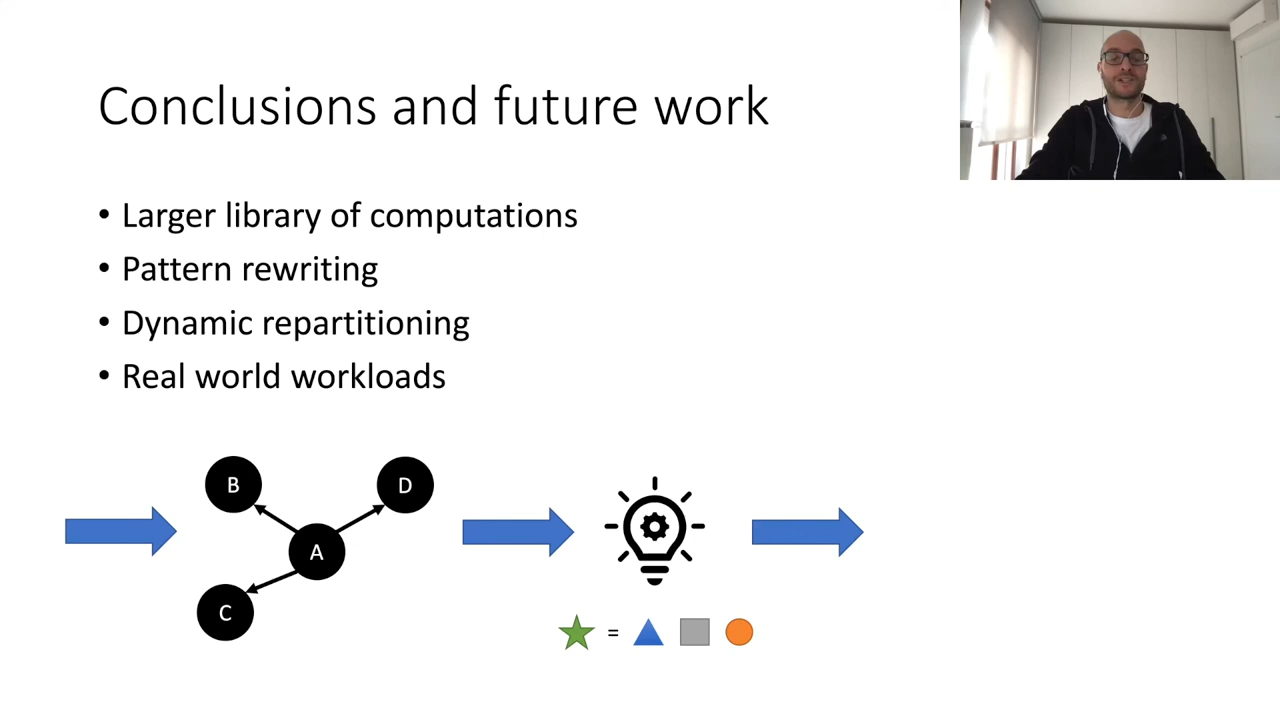 Conclusions and future work
• Larger library of computations
• Pattern rewriting
• Dynamic repartitioning
• Real world workloads
B
D
A
C
=